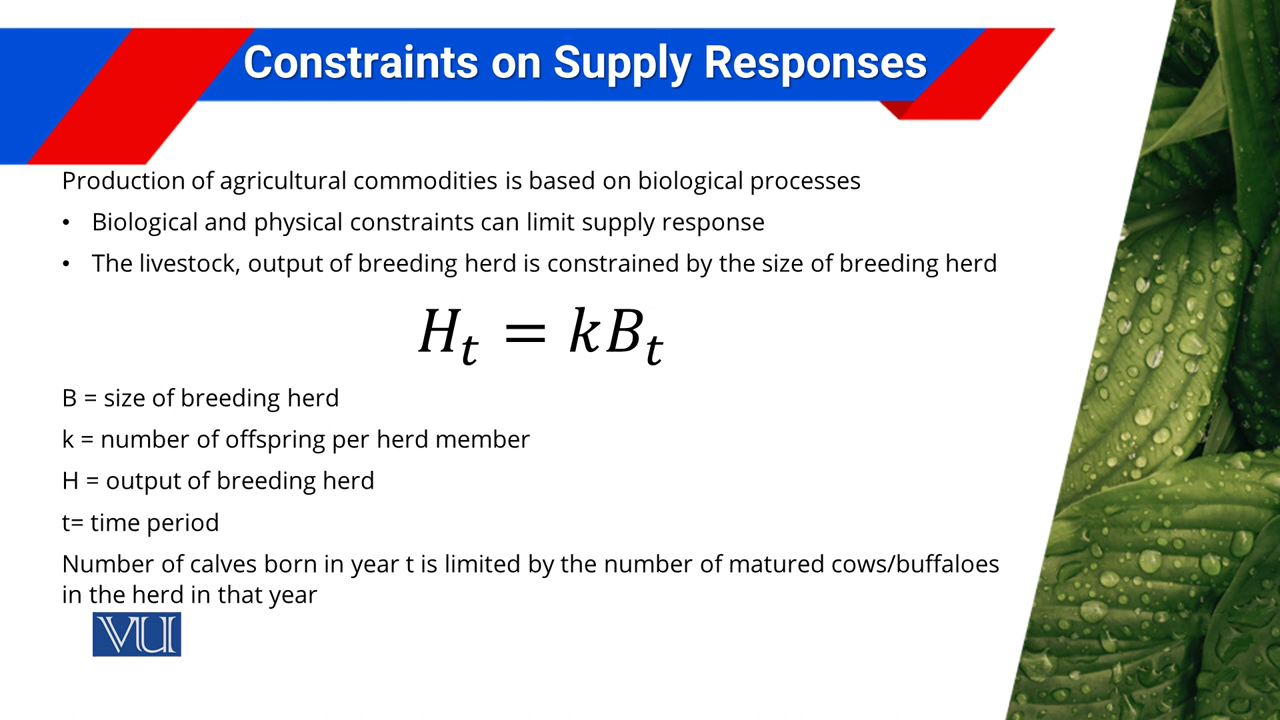 Constraints on Supply Responses
Production of agricultural commodities is based on biological processes
• Biological and physical constraints can limit supply response
• The livestock, output of breeding herd is constrained by the size of breeding herd
H_t = kB_t
B = size of breeding herd
k = number of offspring per herd member
H = output of breeding herd
t= time period
Number of calves born in year t is limited by the number of matured cows/buffaloes
in the herd in that year
VU